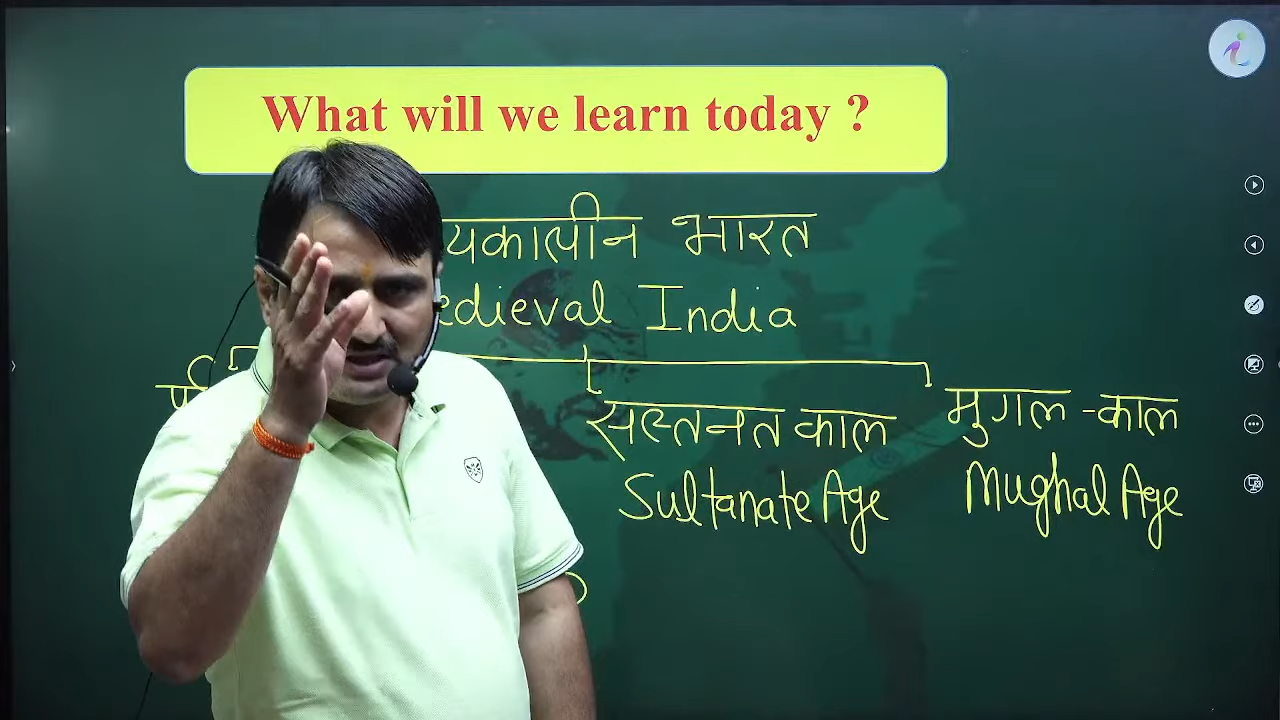 What will we learn today ?
यकालीन भारत
edieval India
सल्तनत काल
मुगल - काल
Sultanate Age
Mughal Age